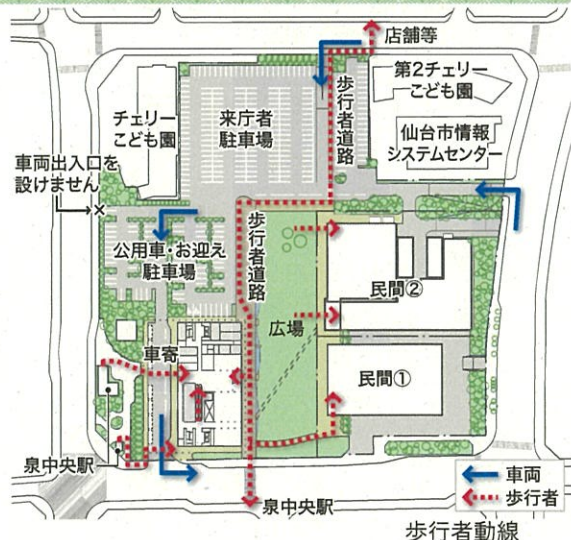 店舗等
第2チェリー
こども園
チェリー
こども園
来庁者
駐車場
歩行者道路
仙台市情報
システムセンター
車両出入口を
設けません
公用車・お迎え
駐車場
歩行者道路
民間②
広場
車寄
民間①
泉中央駅
泉中央駅
車両
歩行者
歩行者動線